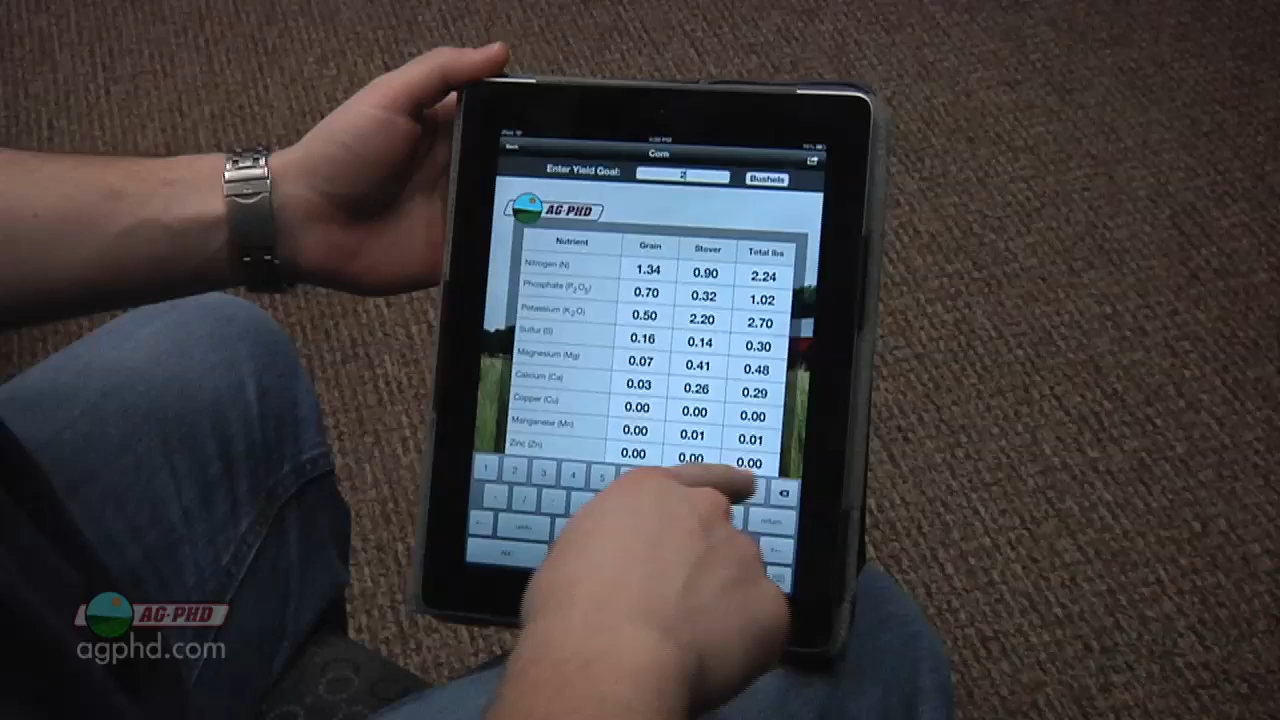 Back
Corn
Enter Yield Goal: 2 Bushels
AG-PHD
Nutrient Grain Stover Total lbs
Nitrogen (N) 1.34 0.90 2.24
Phosphate (P2O5) 0.70 0.32 1.02
Potassium (K2O) 0.50 2.20 2.70
Sulfur (S) 0.16 0.14 0.30
Magnesium (Mg) 0.07 0.41 0.48
Calcium (Ca) 0.03 0.26 0.29
Copper (Cu) 0.00 0.00 0.00
Manganese (Mn) 0.00 0.01 0.01
Zinc (Zn) 0.00 0.00 0.00
1 2 3 4 5
return
undo
ABC
AG-PHD
agphd.com